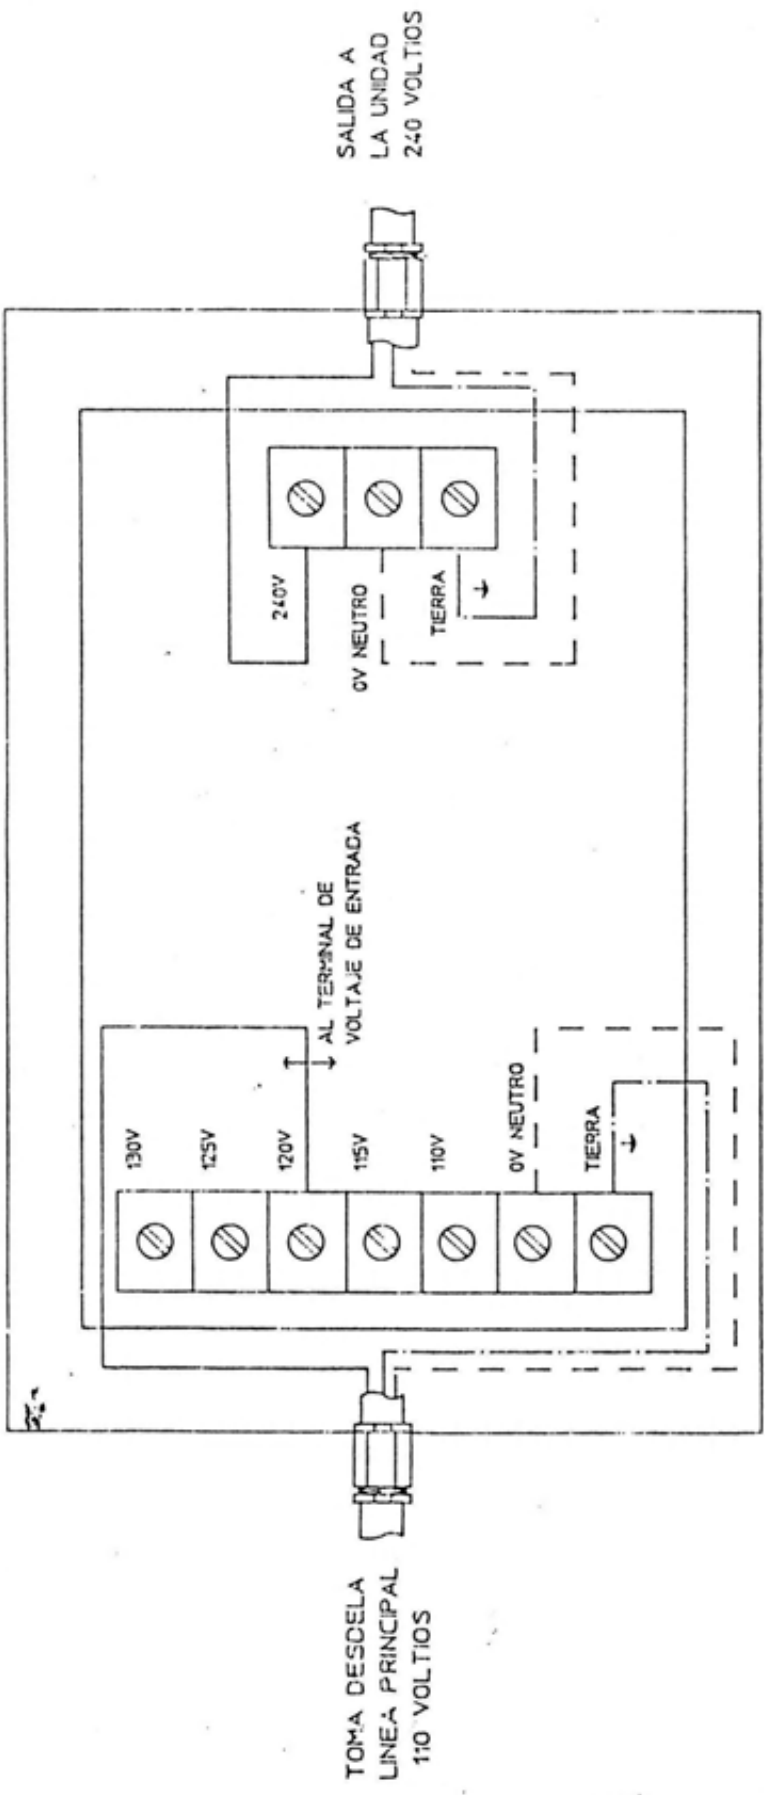 TOMA DESDELA
LINEA PRINCIPAL
110 VOLTIOS
130V
125V
120V
115V
110V
0V NEUTRO
TIERRA
AL TERMINAL DE
VOLTAJE DE ENTRADA
240V
0V NEUTRO
TIERRA
SALIDA A
LA UNIDAD
240 VOLTIOS